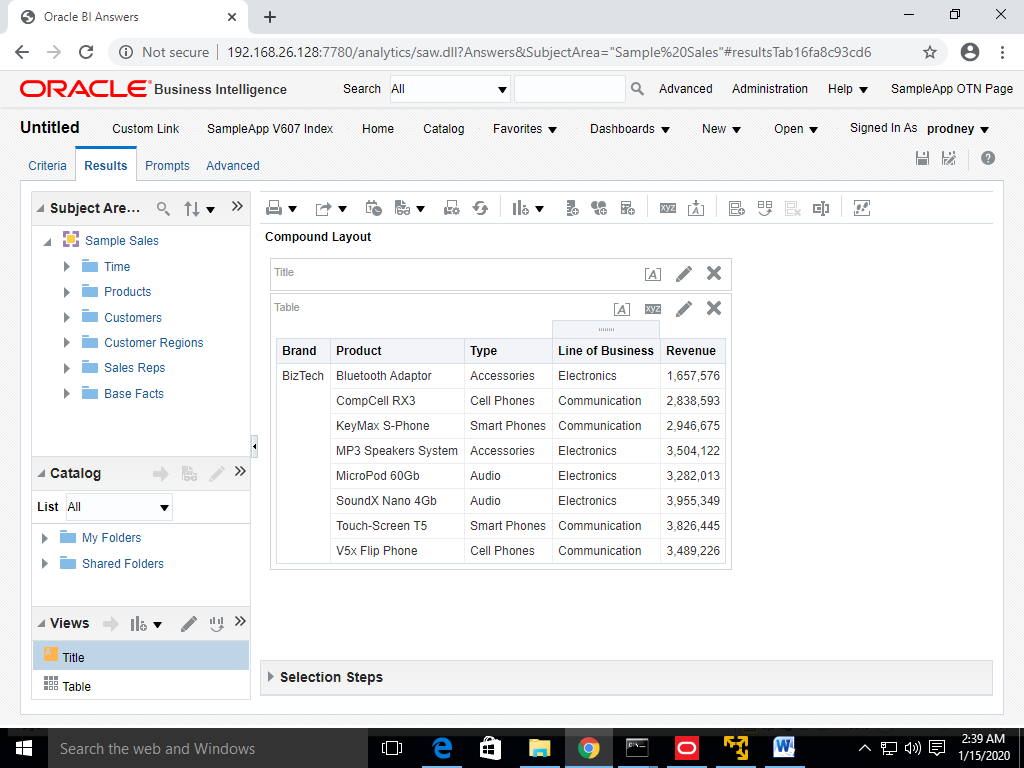 Oracle BI Answers
Not secure | 192.168.26.128:7780/analytics/saw.dll?Answers&SubjectArea="Sample%20Sales"#resultsTab16fa8c93cd6
ORACLE Business Intelligence
Search All Advanced Administration Help SampleApp OTN Page
Untitled Custom Link SampleApp V607 Index Home Catalog Favorites Dashboards New Open Signed In As prodney
Criteria Results Prompts Advanced
Subject Are...
Sample Sales
Time
Products
Customers
Customer Regions
Sales Reps
Base Facts
Catalog
List All
My Folders
Shared Folders
Views
Title
Table
Compound Layout
Title
Table
Brand Product Type Line of Business Revenue
BizTech Bluetooth Adaptor Accessories Electronics 1,657,576
CompCell RX3 Cell Phones Communication 2,838,593
KeyMax S-Phone Smart Phones Communication 2,946,675
MP3 Speakers System Accessories Electronics 3,504,122
MicroPod 60Gb Audio Electronics 3,282,013
SoundX Nano 4Gb Audio Electronics 3,955,349
Touch-Screen T5 Smart Phones Communication 3,826,445
V5x Flip Phone Cell Phones Communication 3,489,226
Selection Steps
Search the web and Windows
2:39 AM
1/15/2020